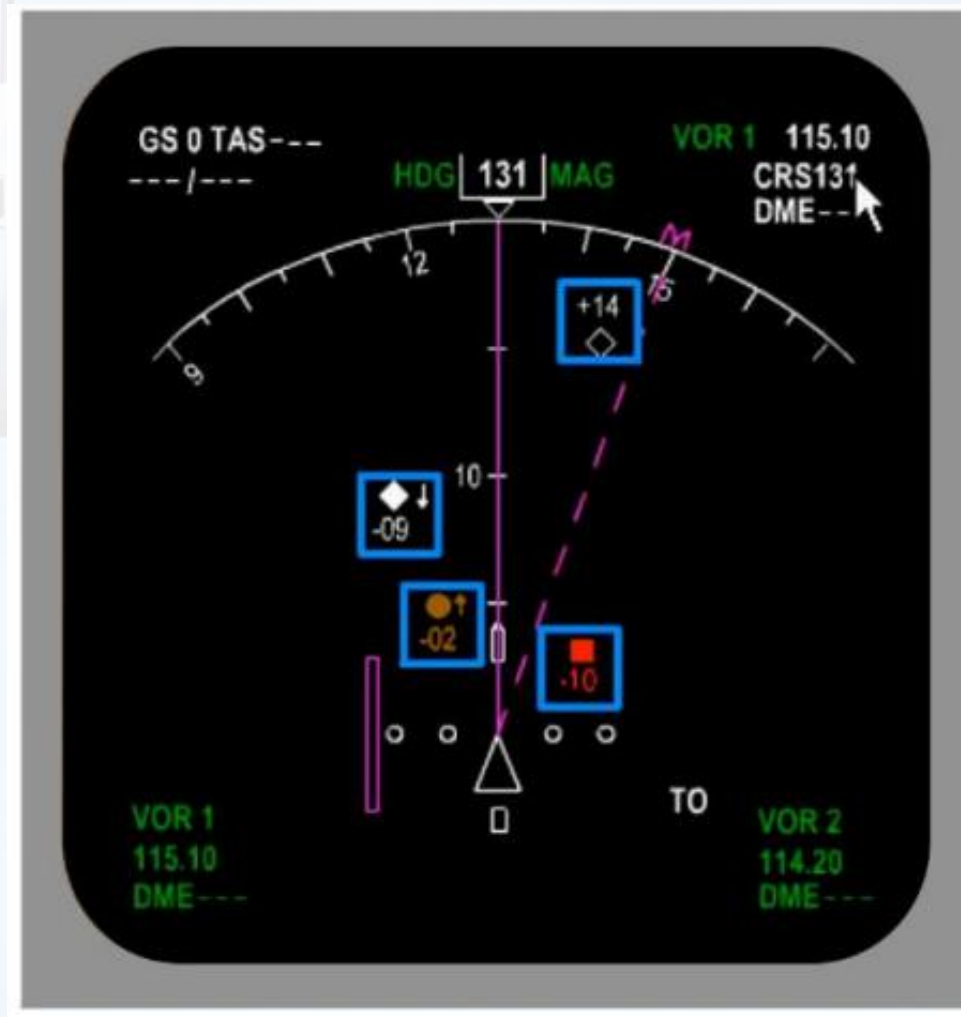 GS 0 TAS---
---/---
HDG 131 MAG
VOR 1 115.10
CRS131
DME---
9
12
15
+14
10
-09
-02
-10
TO
VOR 1
115.10
DME---
VOR 2
114.20
DME---